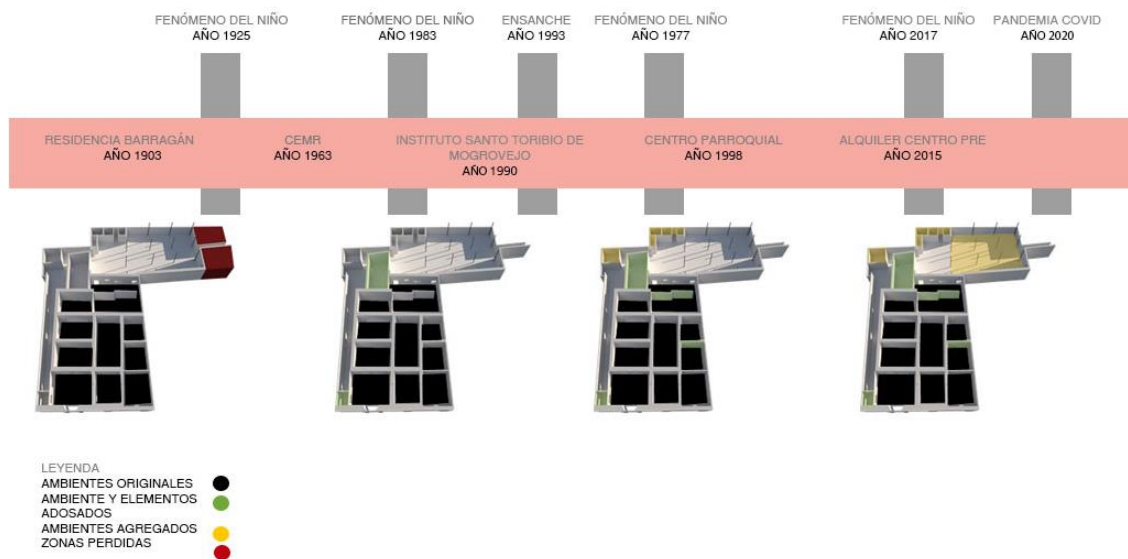 FENÓMENO DEL NIÑO
AÑO 1925
FENÓMENO DEL NIÑO
AÑO 1983
ENSANCHE
AÑO 1993
FENÓMENO DEL NIÑO
AÑO 1977
FENÓMENO DEL NIÑO
AÑO 2017
PANDEMIA COVID
AÑO 2020
RESIDENCIA BARRAGÁN
AÑO 1903
CEMR
AÑO 1963
INSTITUTO SANTO TORIBIO DE
MOGROVEJO
AÑO 1990
CENTRO PARROQUIAL
AÑO 1998
ALQUILER CENTRO PRE
AÑO 2015
LEYENDA
AMBIENTES ORIGINALES
AMBIENTE Y ELEMENTOS
ADOSADOS
AMBIENTES AGREGADOS
ZONAS PERDIDAS